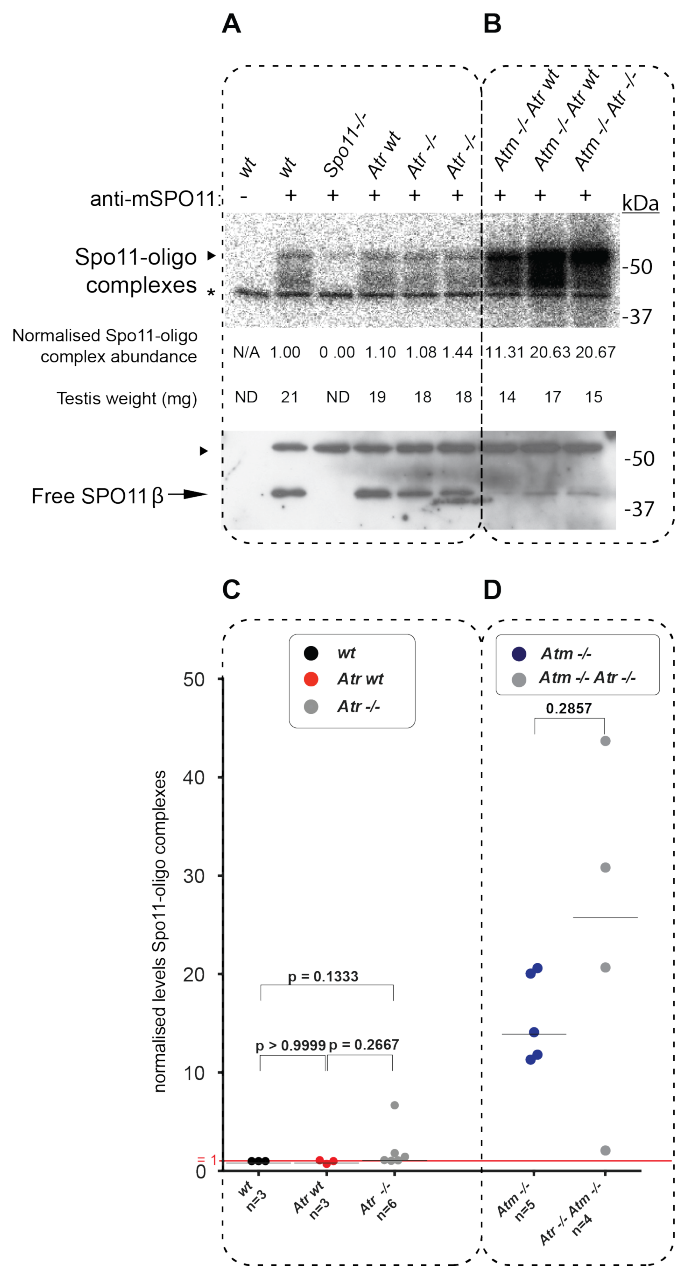 A
B
wt
wt
Spo11-/-
Atr wt
Atr -/-
Atr -/-
Atm -/- Atr wt
Atm -/- Atr wt
Atm -/- Atr -/-
anti-mSPO11:
- + + + + + + + +
kDa
Spo11-oligo
complexes
*
-50
-37
Normalised Spo11-oligo
complex abundance
N/A 1.00 0 .00 1.10 1.08 1.44 11.31 20.63 20.67
Testis weight (mg) ND 21 ND 19 18 18 14 17 15
-50
Free SPO11β
-37
C
D
wt
Atr wt
Atr -/-
Atm -/-
Atm -/- Atr -/-
normalised levels Spo11-oligo complexes
50
40
30
20
10
= 1
0
0.2857
p = 0.1333
p > 0.9999
p = 0.2667
wt
n=3
Atr wt
n=3
Atr -/-
n=6
Atm -/-
n=5
Atr -/- Atm -/-
n=4